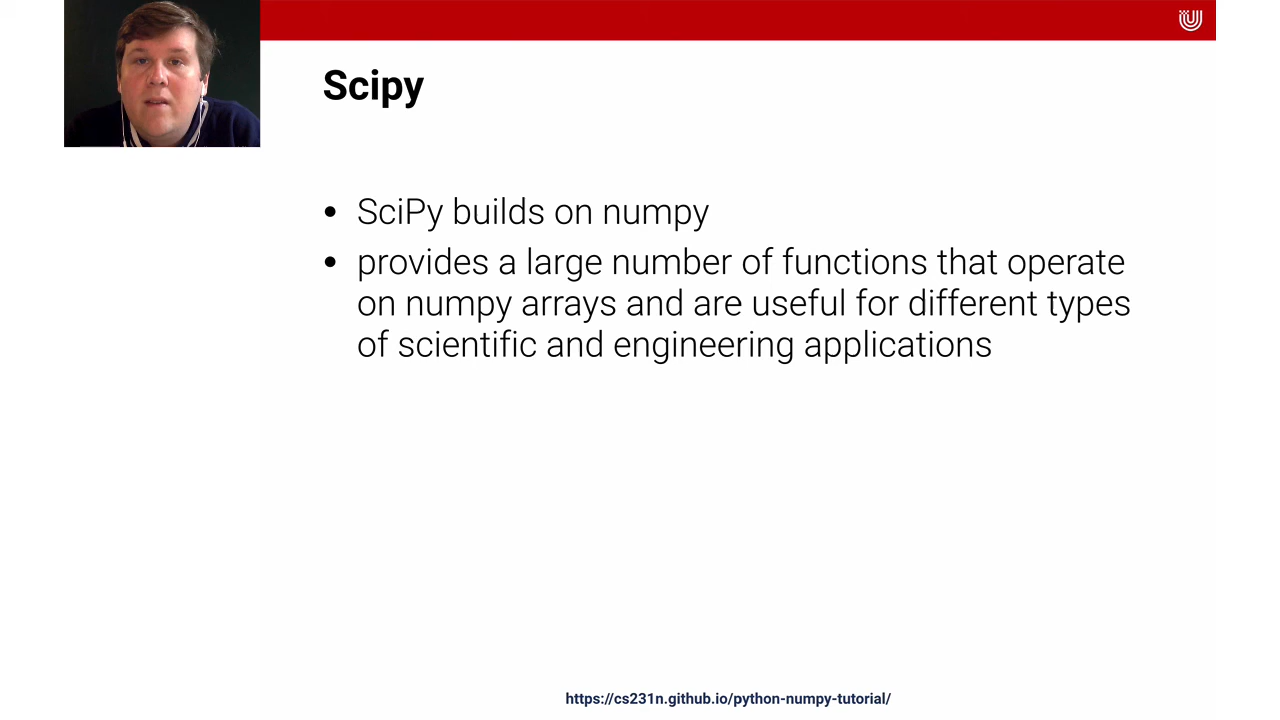 Scipy
• SciPy builds on numpy
• provides a large number of functions that operate
on numpy arrays and are useful for different types
of scientific and engineering applications
https://cs231n.github.io/python-numpy-tutorial/